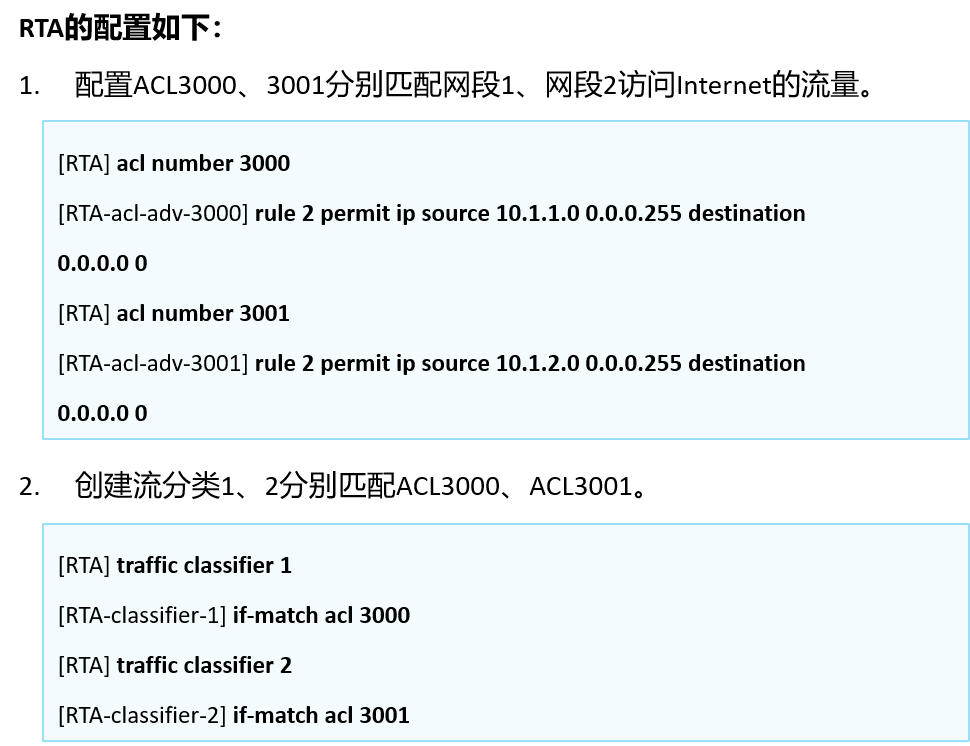 RTA的配置如下：
1. 配置ACL3000、3001分别匹配网段1、网段2访问Internet的流量。
[RTA] acl number 3000
[RTA-acl-adv-3000] rule 2 permit ip source 10.1.1.0 0.0.0.255 destination
0.0.0.0 0
[RTA] acl number 3001
[RTA-acl-adv-3001] rule 2 permit ip source 10.1.2.0 0.0.0.255 destination
0.0.0.0 0
2. 创建流分类1、2分别匹配ACL3000、ACL3001。
[RTA] traffic classifier 1
[RTA-classifier-1] if-match acl 3000
[RTA] traffic classifier 2
[RTA-classifier-2] if-match acl 3001